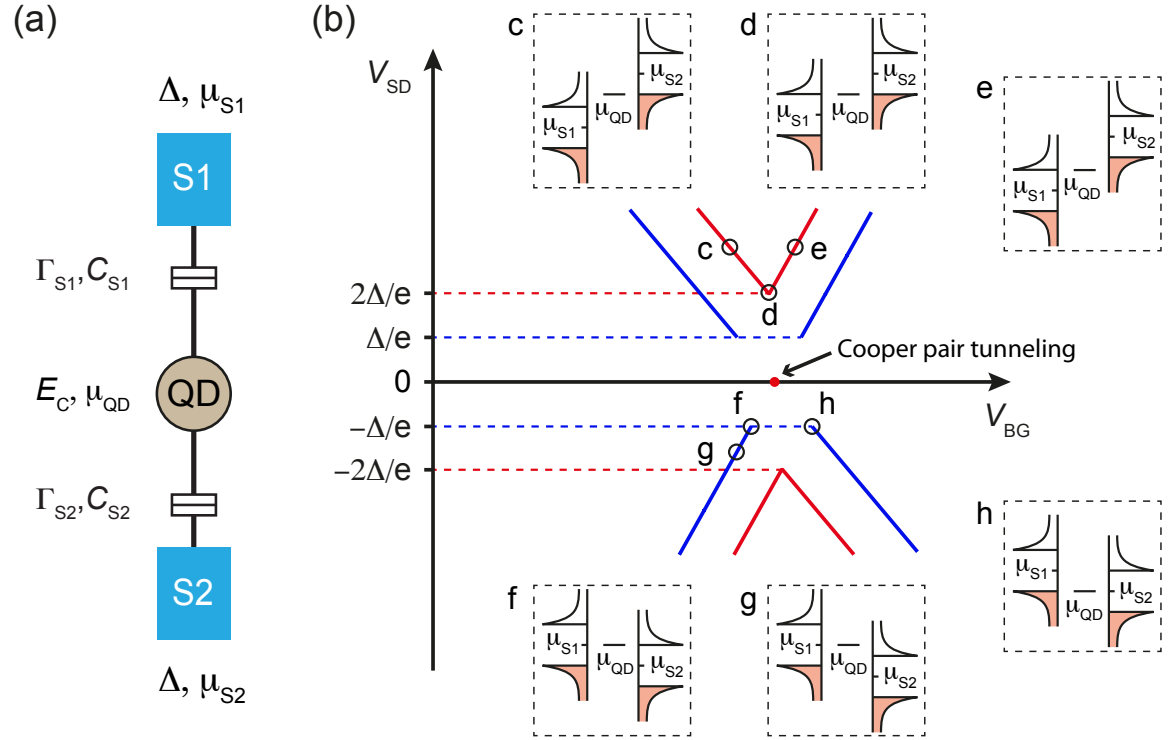 (a)
Δ, μS1
S1
ΓS1, CS1
EC, μQD
QD
ΓS2, CS2
S2
Δ, μS2
(b)
VSD
2Δ/e
Δ/e
0
−Δ/e
−2Δ/e
VBG
Cooper pair tunneling
c
e
d
f
h
g
c
μS1
μQD
μS2
d
μS1
μQD
μS2
e
μS1
μQD
μS2
f
μS1
μQD
μS2
g
μS1
μQD
μS2
h
μS1
μQD
μS2